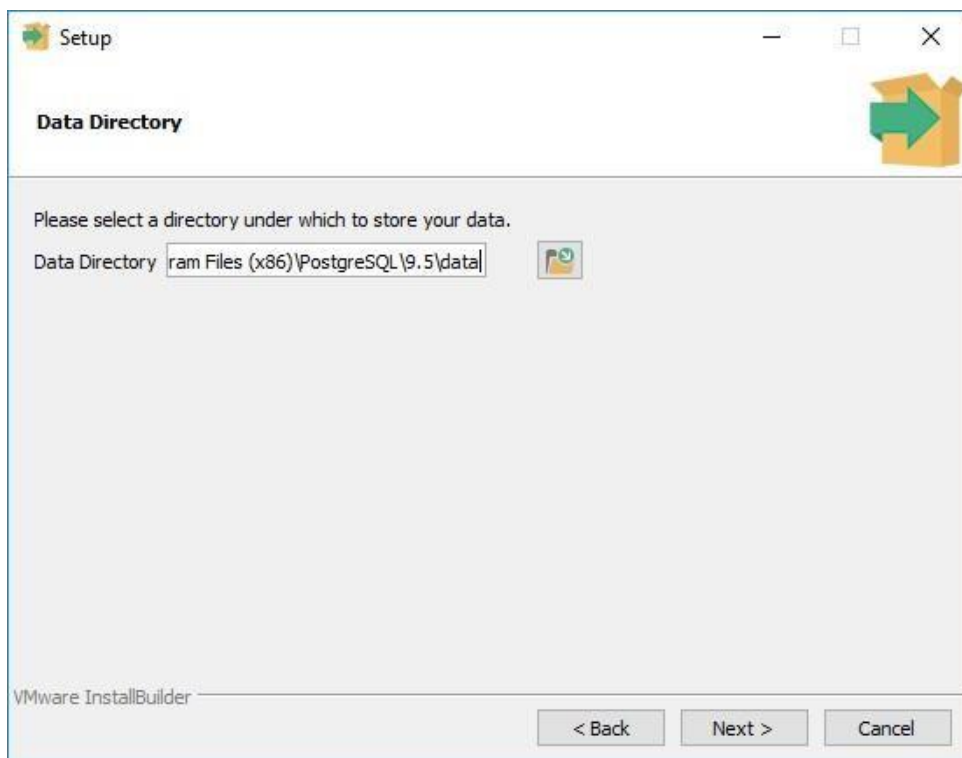 Setup
Data Directory
Please select a directory under which to store your data.
Data Directory ram Files (x86)\PostgreSQL\9.5\data
VMware InstallBuilder
< Back Next > Cancel